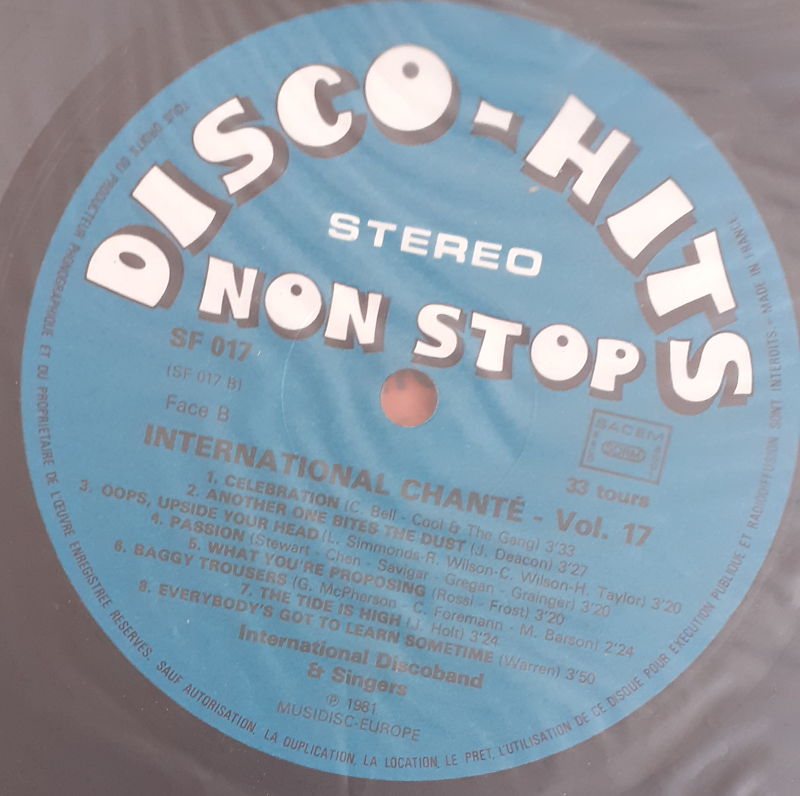 DISCO-HITS
STEREO
NON STOP
SF 017
(SF 017 B)
Face B
SACEM
33 tours
INTERNATIONAL CHANTÉ - Vol. 17
1. CELEBRATION (C. Bell - Cool & The Gang) 3'33
2. ANOTHER ONE BITES THE DUST (J. Deacon) 3'27
3. OOPS, UPSIDE YOUR HEAD (L. Simmonds-R. Wilson-C. Wilson-H. Taylor) 3'20
4. PASSION (Stewart - Chen - Savigar - Gregan - Grainger) 3'20
5. WHAT YOU'RE PROPOSING (Rossi - Frost) 3'20
6. BAGGY TROUSERS (G. McPherson - C. Foremann - M. Barson) 2'24
7. THE TIDE IS HIGH (J. Holt) 3'24
8. EVERYBODY'S GOT TO LEARN SOMETIME (Warren) 3'50
International Discoband
& Singers
℗ 1981
MUSIDISC-EUROPE
TOUS DROITS DU PRODUCTEUR PHONOGRAPHIQUE ET DU PROPRIETAIRE DE L'ŒUVRE ENREGISTREE RESERVES. SAUF AUTORISATION, LA DUPLICATION, LA LOCATION, LE PRET, L'UTILISATION DE CE DISQUE POUR EXECUTION PUBLIQUE ET RADIODIFFUSION SONT INTERDITS. - MADE IN FRANCE.